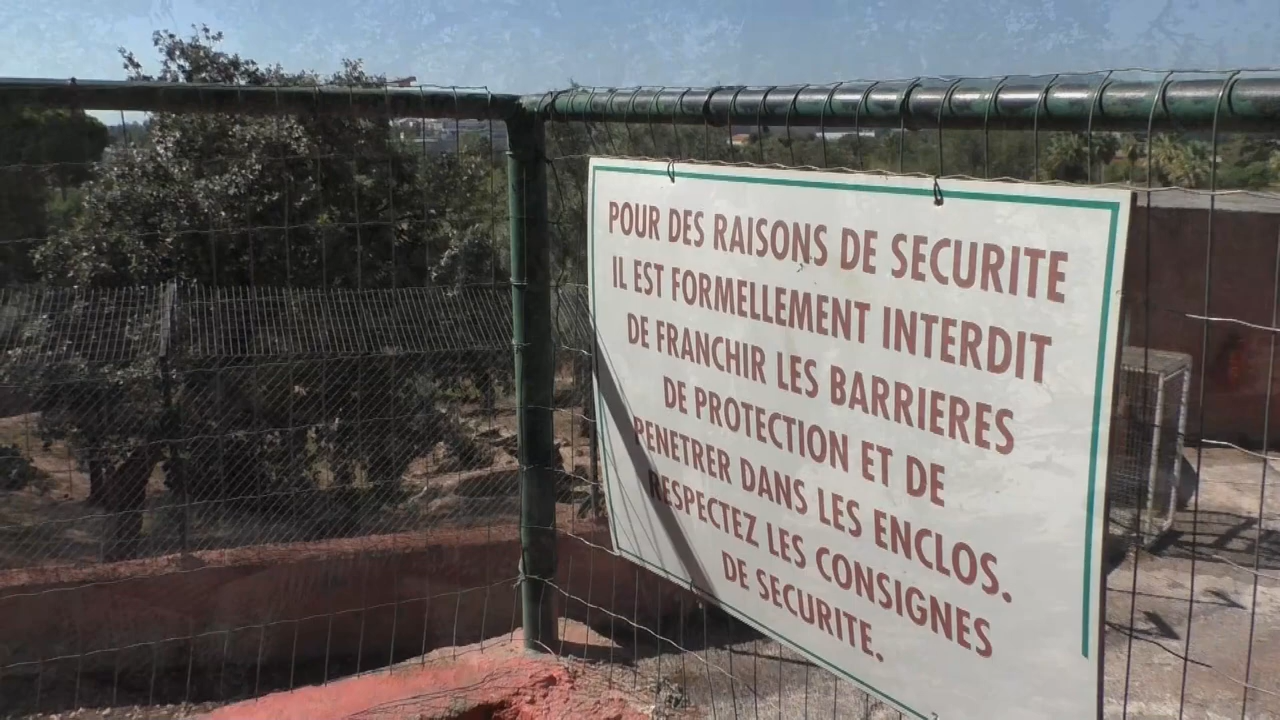 POUR DES RAISONS DE SECURITE
IL EST FORMELLEMENT INTERDIT
DE FRANCHIR LES BARRIERES
DE PROTECTION ET DE
PENETRER DANS LES ENCLOS.
RESPECTEZ LES CONSIGNES
DE SECURITE.